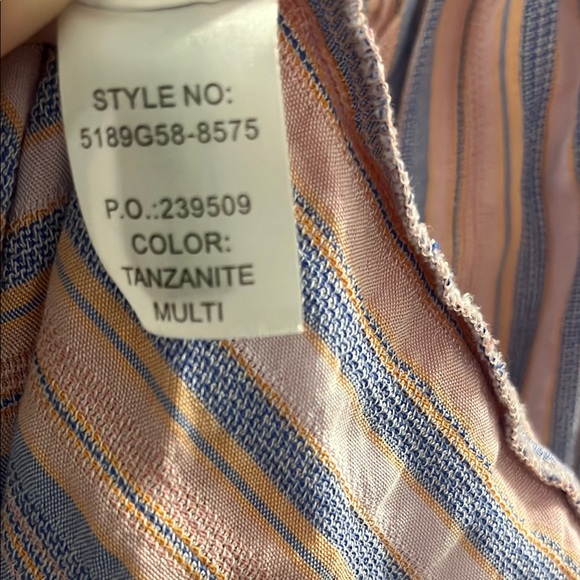 STYLE NO:
5189G58-8575
P.O.:239509
COLOR:
TANZANITE
MULTI